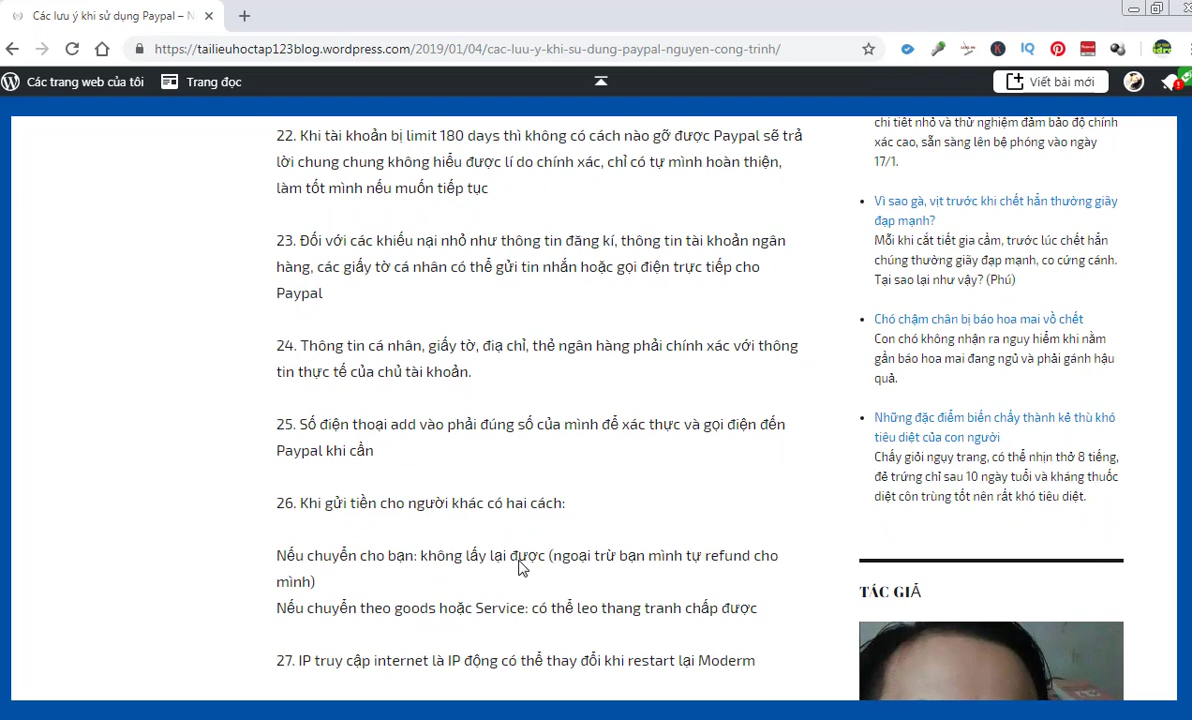 Các lưu ý khi sử dụng Paypal – N
https://tailieuhoctap123blog.wordpress.com/2019/01/04/cac-luu-y-khi-su-dung-paypal-nguyen-cong-trinh/
Các trang web của tôi
Trang đọc
Viết bài mới
22. Khi tài khoản bị limit 180 days thì không có cách nào gỡ được Paypal sẽ trả
lời chung chung không hiểu được lí do chính xác, chỉ có tự mình hoàn thiện,
làm tốt mình nếu muốn tiếp tục
23. Đối với các khiếu nại nhỏ như thông tin đăng kí, thông tin tài khoản ngân
hàng, các giấy tờ cá nhân có thể gửi tin nhắn hoặc gọi điện trực tiếp cho
Paypal
24. Thông tin cá nhân, giấy tờ, điạ chỉ, thẻ ngân hàng phải chính xác với thông
tin thực tế của chủ tài khoản.
25. Số điện thoại add vào phải đúng số của mình để xác thực và gọi điện đến
Paypal khi cần
26. Khi gửi tiền cho người khác có hai cách:
Nếu chuyển cho bạn: không lấy lại được (ngoại trừ bạn mình tự refund cho
mình)
Nếu chuyển theo goods hoặc Service: có thể leo thang tranh chấp được
27. IP truy cập internet là IP động có thể thay đổi khi restart lại Moderm
chi tiết nhỏ và thử nghiệm đảm bảo độ chính
xác cao, sẵn sàng lên bệ phóng vào ngày
17/1.
Vì sao gà, vịt trước khi chết hẳn thường giãy
đạp mạnh?
Mỗi khi cắt tiết gia cầm, trước lúc chết hẳn
chúng thường giãy đạp mạnh, co cứng cánh.
Tại sao lại như vậy? (Phú)
Chó chậm chân bị báo hoa mai vồ chết
Con chó không nhận ra nguy hiểm khi nằm
gần báo hoa mai đang ngủ và phải gánh hậu
quả.
Những đặc điểm biến chấy thành kẻ thù khó
tiêu diệt của con người
Chấy giỏi ngụy trang, có thể nhịn thở 8 tiếng,
đẻ trứng chỉ sau 10 ngày tuổi và kháng thuốc
diệt côn trùng tốt nên rất khó tiêu diệt.
TÁC GIẢ